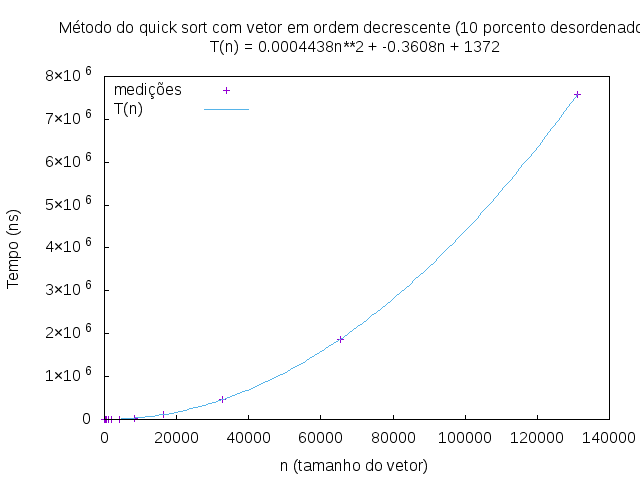 Método do quick sort com vetor em ordem decrescente (10 porcento desordenado
T(n) = 0.0004438n**2 + -0.3608n + 1372
8×10 6
medições
T(n)
7×10 6
6×10 6
5×10 6
4×10 6
3×10 6
2×10 6
1×10 6
0
Tempo (ns)
0 20000 40000 60000 80000 100000 120000 140000
n (tamanho do vetor)